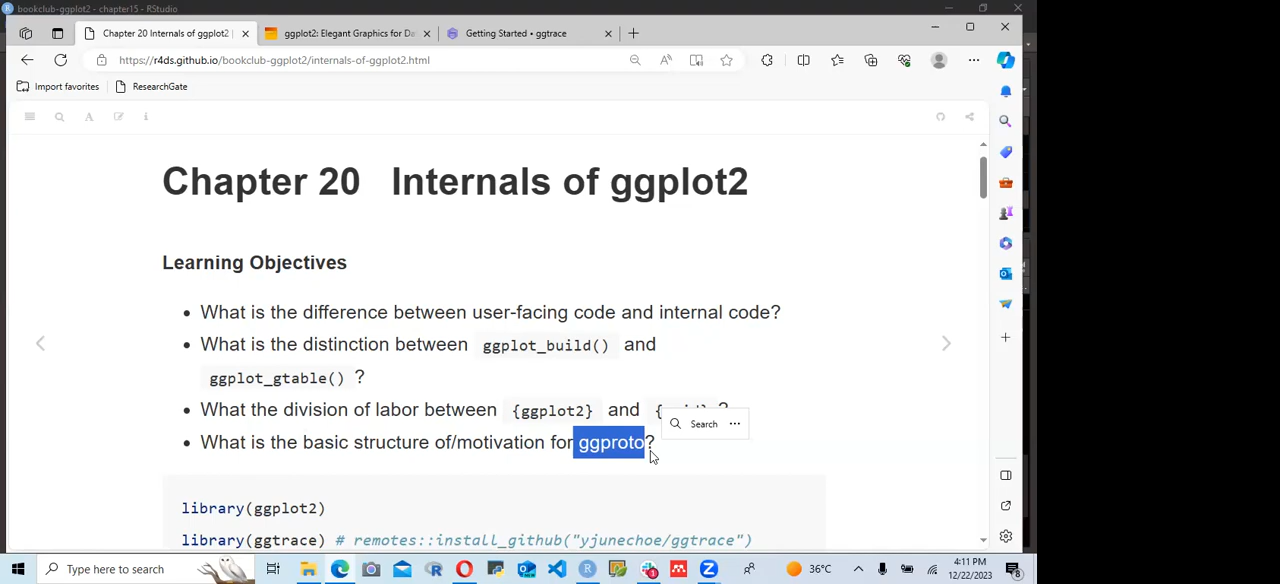 bookclub-ggplot2 - chapter15 - RStudio
Chapter 20 Internals of ggplot2 |
ggplot2: Elegant Graphics for Da
Getting Started • ggtrace
https://r4ds.github.io/bookclub-ggplot2/internals-of-ggplot2.html
Import favorites
ResearchGate
Chapter 20 Internals of ggplot2
Learning Objectives
• What is the difference between user-facing code and internal code?
• What is the distinction between ggplot_build() and
ggplot_gtable() ?
• What the division of labor between {ggplot2} and
Search
• What is the basic structure of/motivation for ggproto?
library(ggplot2)
library(ggtrace) # remotes::install_github("yjunechoe/ggtrace")
Type here to search
36°C
4:11 PM
12/22/2023
8